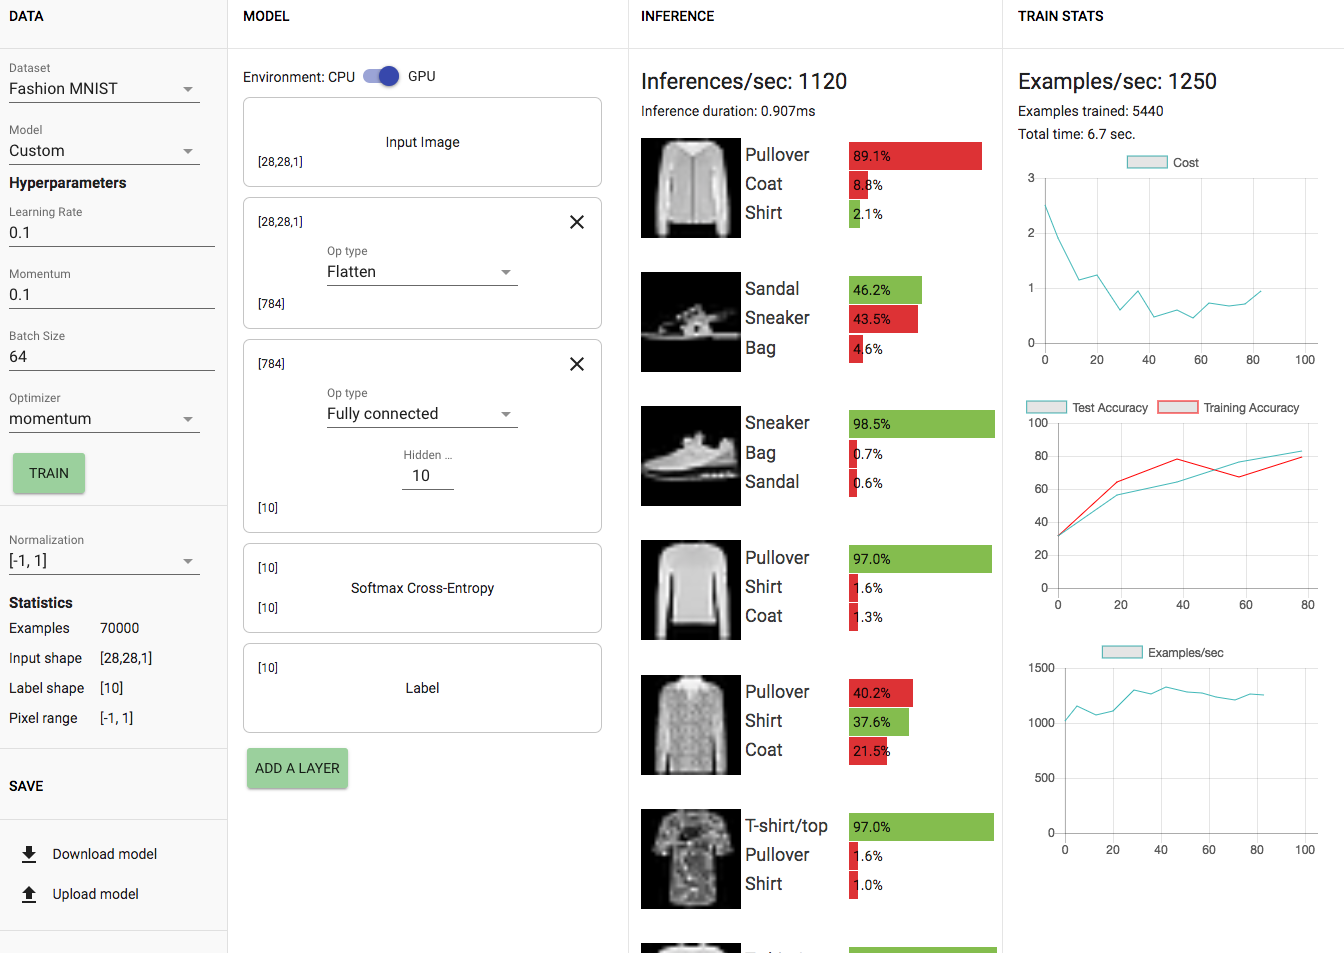 DATA
Dataset
Fashion MNIST
Model
Custom
Hyperparameters
Learning Rate
0.1
Momentum
0.1
Batch Size
64
Optimizer
momentum
TRAIN
Normalization
[-1, 1]
Statistics
Examples 70000
Input shape [28,28,1]
Label shape [10]
Pixel range [-1, 1]
SAVE
Download model
Upload model
MODEL
Environment: CPU GPU
Input Image
[28,28,1]
[28,28,1]
Op type
Flatten
[784]
[784]
Op type
Fully connected
Hidden ...
10
[10]
[10]
Softmax Cross-Entropy
[10]
[10]
Label
ADD A LAYER
INFERENCE
Inferences/sec: 1120
Inference duration: 0.907ms
Pullover 89.1%
Coat 8.8%
Shirt 2.1%
Sandal 46.2%
Sneaker 43.5%
Bag 4.6%
Sneaker 98.5%
Bag 0.7%
Sandal 0.6%
Pullover 97.0%
Shirt 1.6%
Coat 1.3%
Pullover 40.2%
Shirt 37.6%
Coat 21.5%
T-shirt/top 97.0%
Pullover 1.6%
Shirt 1.0%
TRAIN STATS
Examples/sec: 1250
Examples trained: 5440
Total time: 6.7 sec.
Cost
3
2
1
0
0 20 40 60 80 100
Test Accuracy Training Accuracy
100
80
60
40
20
0
0 20 40 60 80
Examples/sec
1500
1000
500
0
0 20 40 60 80 100